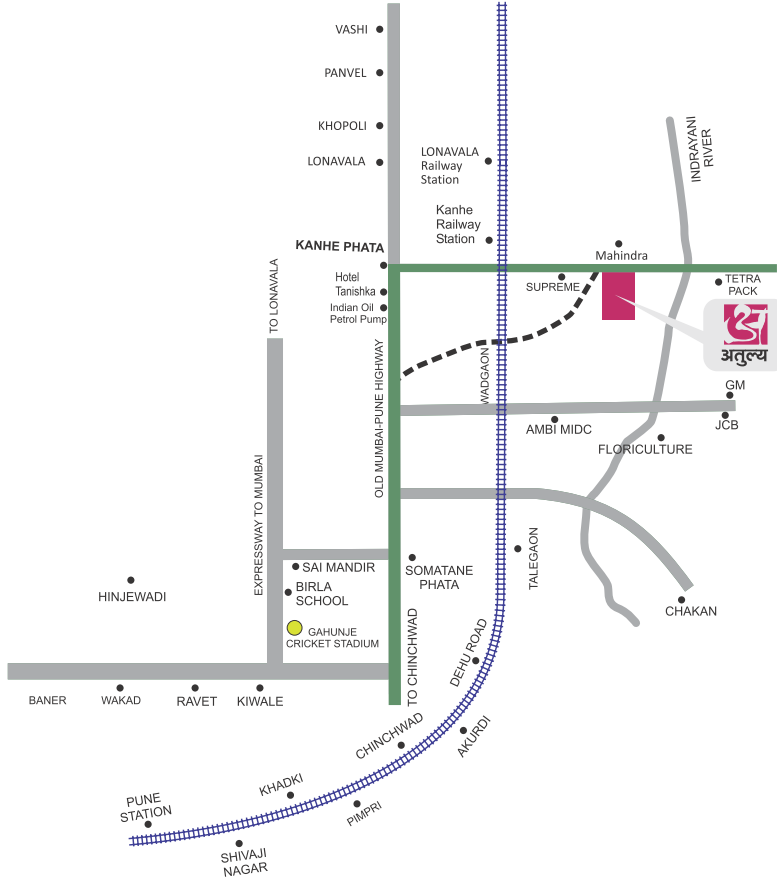 VASHI
PANVEL
KHOPOLI
LONAVALA
LONAVALA
Railway
Station
Kanhe
Railway
Station
INDRAYANI
RIVER
KANHE PHATA
Mahindra
Hotel
Tanishka
Indian Oil
Petrol Pump
SUPREME
TETRA
PACK
अतुल्य
TO LONAVALA
OLD MUMBAI-PUNE HIGHWAY
WADGAON
GM
JCB
AMBI MIDC
FLORICULTURE
EXPRESSWAY TO MUMBAI
SAI MANDIR
BIRLA
SCHOOL
SOMATANE
PHATA
TALEGAON
HINJEWADI
CHAKAN
GAHUNJE
CRICKET STADIUM
TO CHINCHWAD
DEHU ROAD
BANER
WAKAD
RAVET
KIWALE
CHINCHWAD
AKURDI
KHADKI
PIMPRI
PUNE
STATION
SHIVAJI
NAGAR